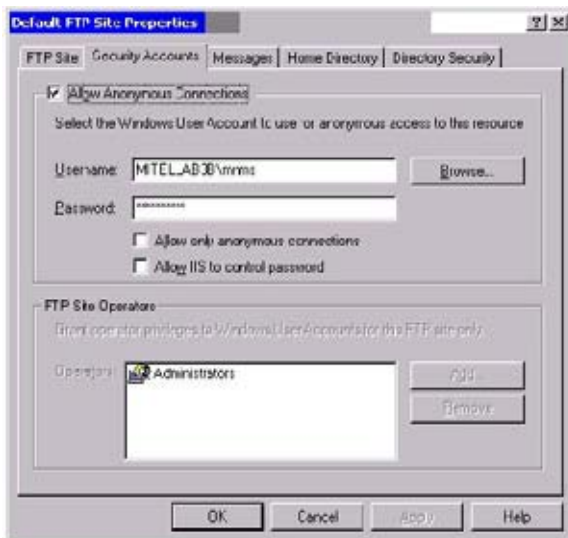 Default FTP Site Properties
? ×
FTP Site Security Accounts Messages Home Directory Directory Security
Allow Anonymous Connections
Select the Windows User Account to use for anonymous access to this resource
Username: Browse...
Password: **********
Allow only anonymous connections
Allow IIS to control password
FTP Site Operators
Grant operator privileges to Windows User Accounts for this FTP site only.
Operators: Administrators Add...
Remove
OK Cancel Apply Help